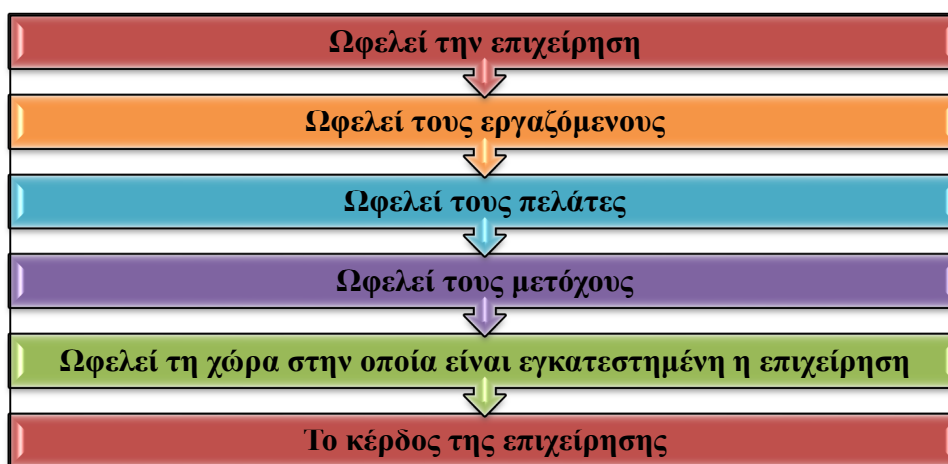 Ωφελεί την επιχείρηση
Ωφελεί τους εργαζόμενους
Ωφελεί τους πελάτες
Ωφελεί τους μετόχους
Ωφελεί τη χώρα στην οποία είναι εγκατεστημένη η επιχείρηση
Το κέρδος της επιχείρησης